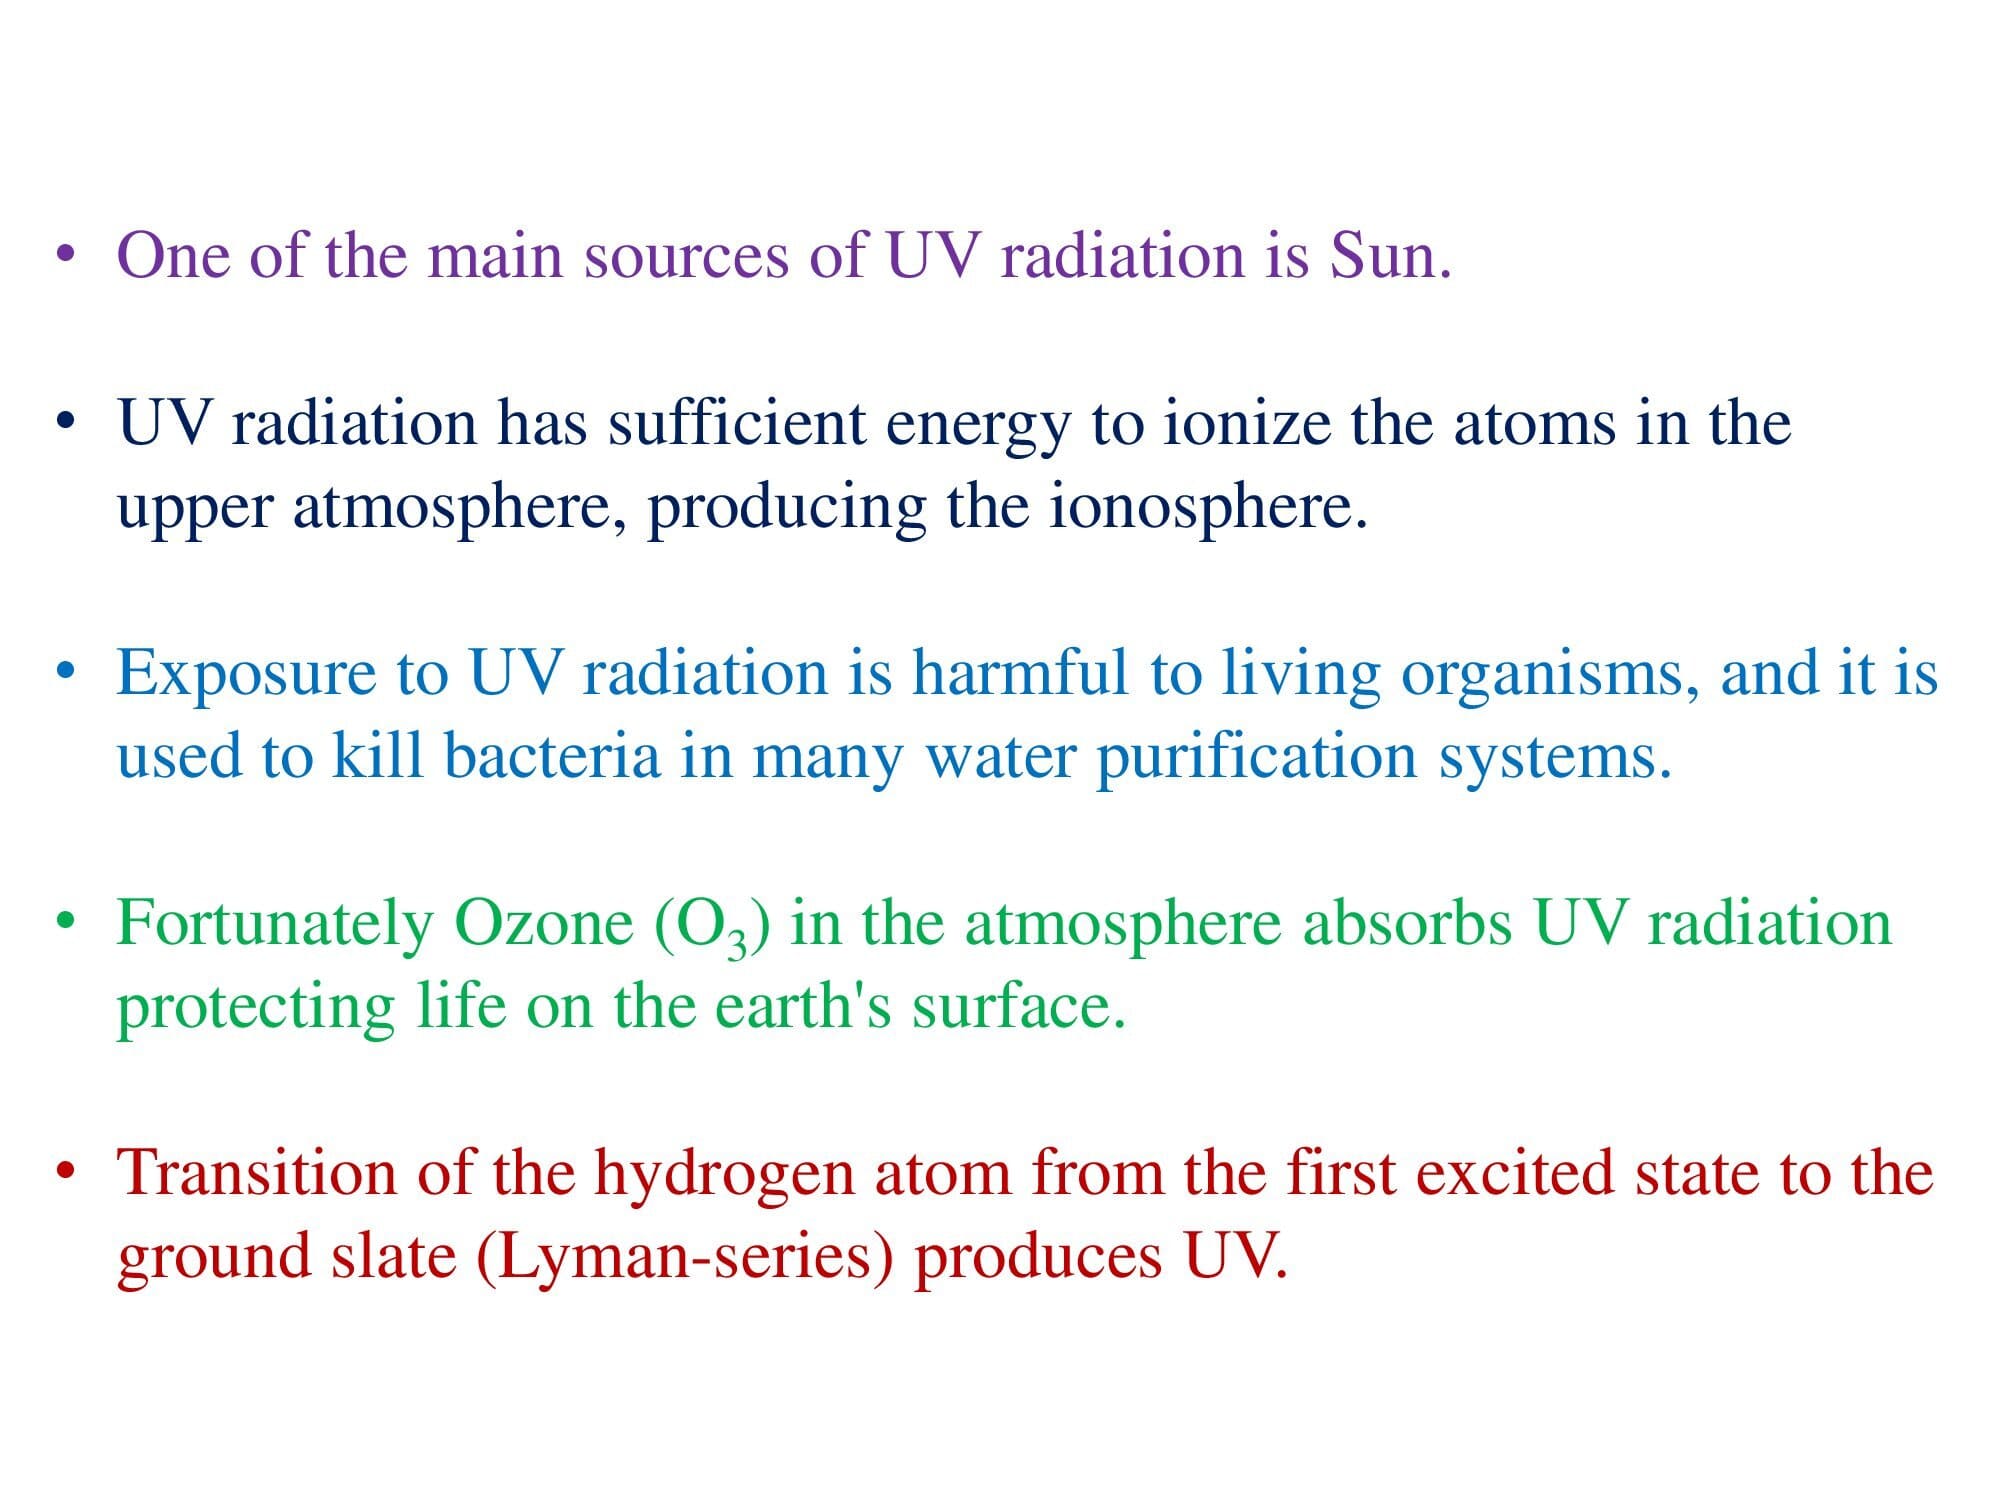 • One of the main sources of UV radiation is Sun.
• UV radiation has sufficient energy to ionize the atoms in the
upper atmosphere, producing the ionosphere.
• Exposure to UV radiation is harmful to living organisms, and it is
used to kill bacteria in many water purification systems.
• Fortunately Ozone (O₃) in the atmosphere absorbs UV radiation
protecting life on the earth's surface.
• Transition of the hydrogen atom from the first excited state to the
ground slate (Lyman-series) produces UV.